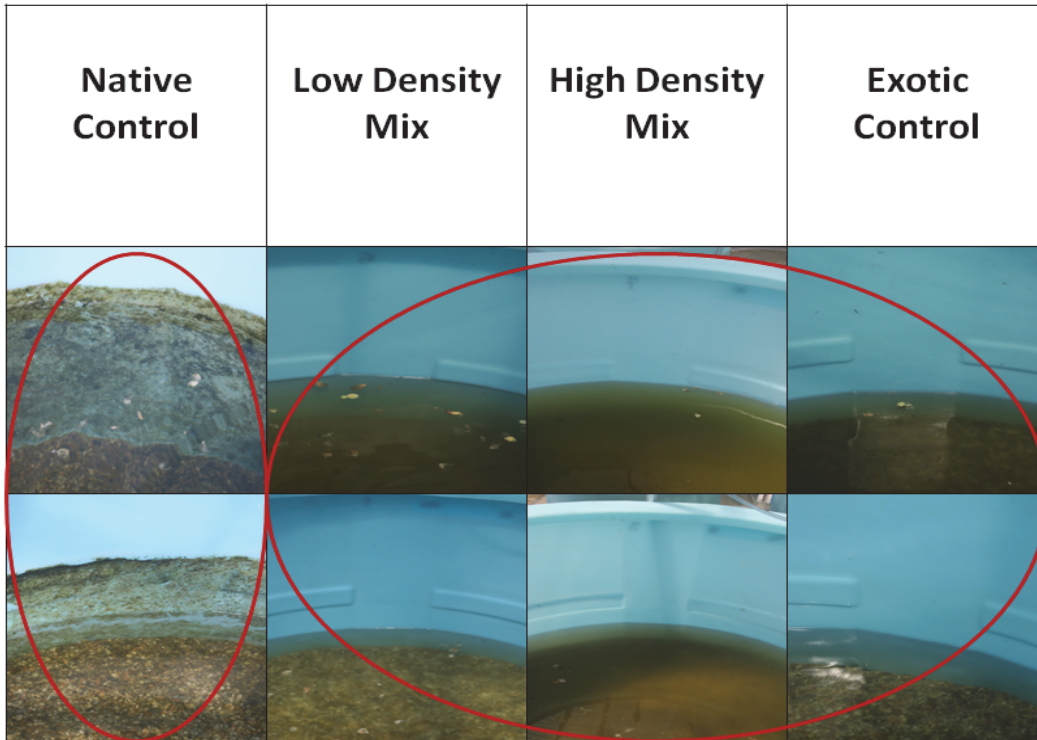 Native
Control
Low Density
Mix
High Density
Mix
Exotic
Control